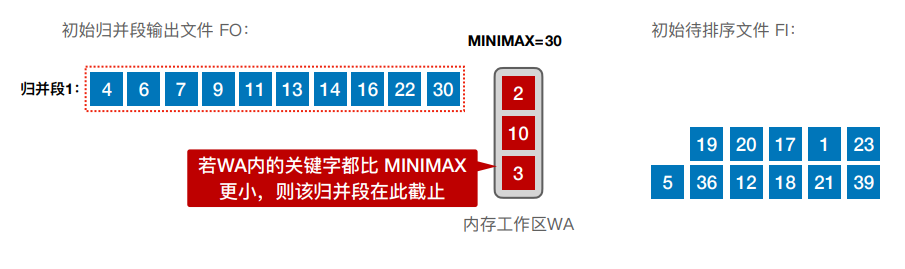 初始归并段输出文件 FO：
MINIMAX=30
初始待排序文件 FI：
归并段1：
4 6 7 9 11 13 14 16 22 30
2
10
3
若WA内的关键字都比 MINIMAX
更小，则该归并段在此截止
内存工作区WA
19 20 17 1 23
5 36 12 18 21 39